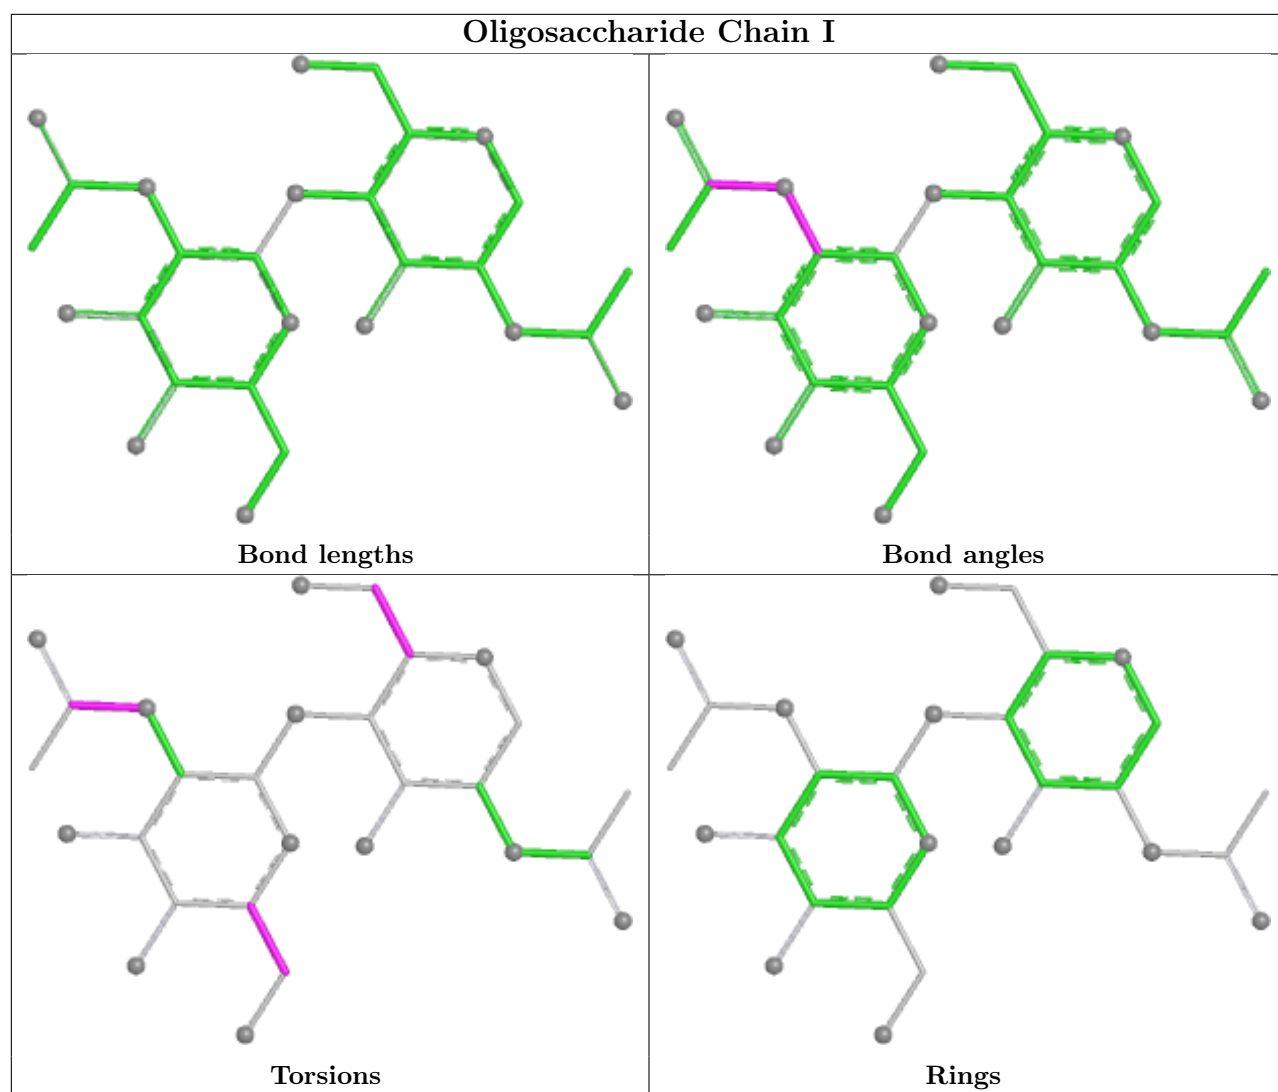 Oligosaccharide Chain I
Bond lengths
Bond angles
Torsions
Rings